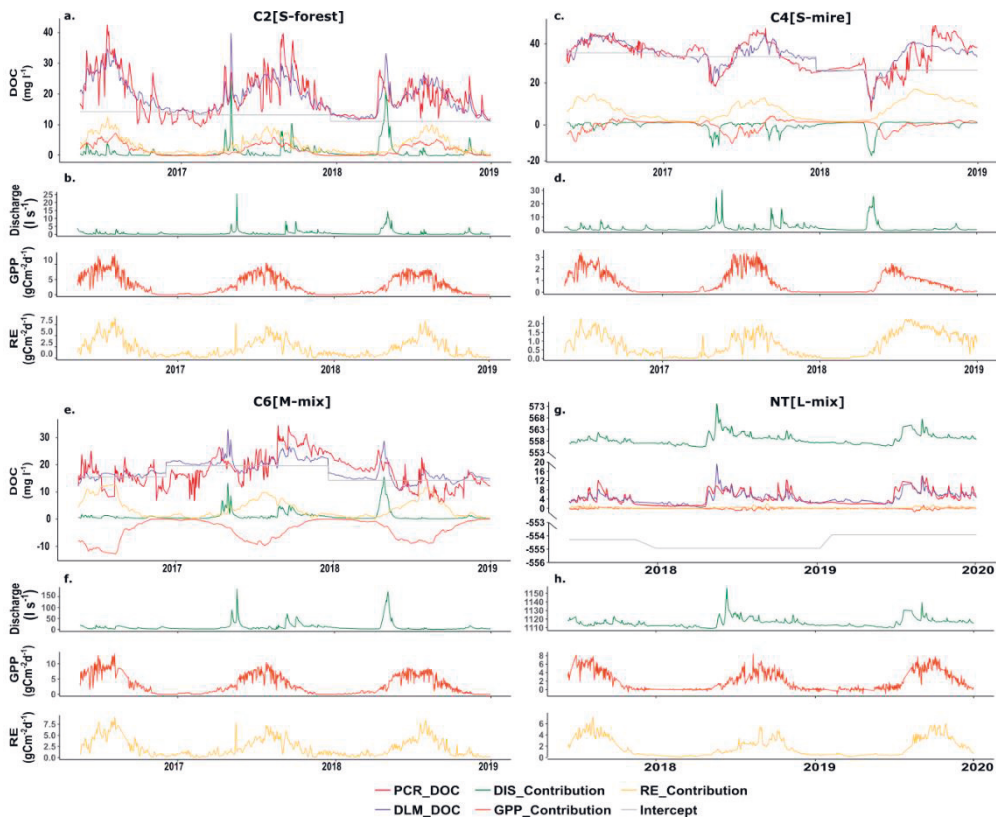 a. C2[S-forest]
DOC
(mg l⁻¹)
40
30
20
10
0
2017 2018 2019
b.
Discharge
(l s⁻¹)
25
20
15
10
5
0
GPP
(gCm⁻²d⁻¹)
10
5
0
RE
(gCm⁻²d⁻¹)
7.5
5.0
2.5
0.0
2017 2018 2019
c. C4[S-mire]
40
20
0
-20
2017 2018 2019
d.
30
20
10
0
3
2
1
0
2.0
1.5
1.0
0.5
0.0
2017 2018 2019
e. C6[M-mix]
DOC
(mg l⁻¹)
30
20
10
0
-10
2017 2018 2019
f.
Discharge
(l s⁻¹)
150
100
50
0
GPP
(gCm⁻²d⁻¹)
10
5
0
RE
(gCm⁻²d⁻¹)
7.5
5.0
2.5
0.0
2017 2018 2019
NT[L-mix] g.
573
568
563
558
553
20
16
12
8
4
0
-553
-554
-555
-556
2018 2019 2020
h.
1150
1130
1120
1110
8
6
4
2
0
6
4
2
0
2018 2019 2020
PCR_DOC DIS_Contribution RE_Contribution
DLM_DOC GPP_Contribution Intercept